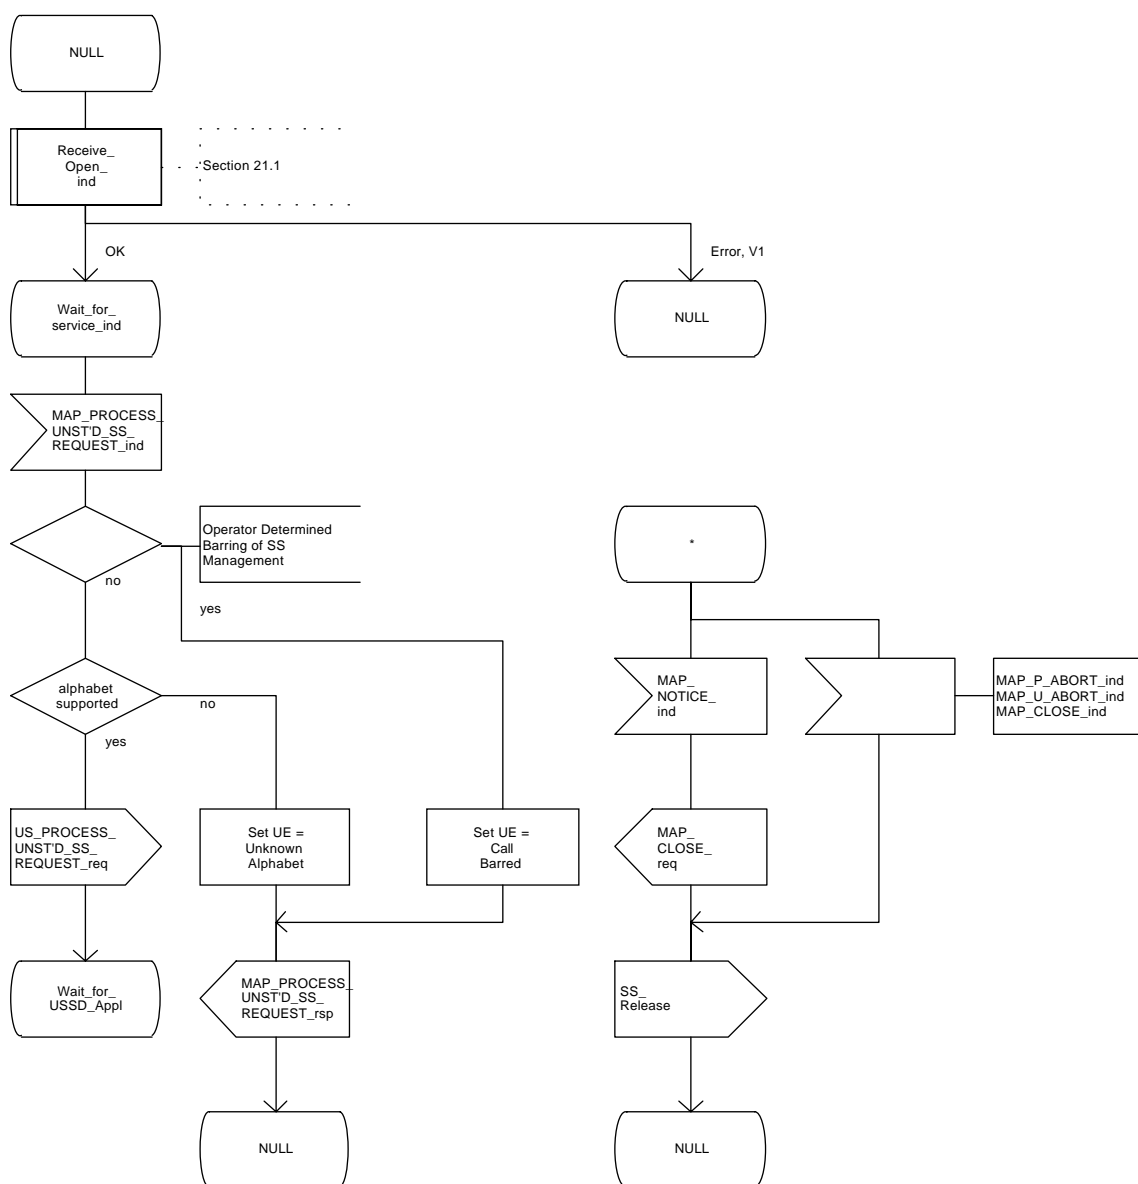 NULL
Receive_
Open_
ind
Section 21.1
OK
Error, V1
Wait_for_
service_ind
NULL
MAP_PROCESS_
UNST'D_SS_
REQUEST_ind
Operator Determined
Barring of SS
Management
no
yes
*
alphabet
supported
no
yes
MAP_
NOTICE_
ind
MAP_P_ABORT_ind
MAP_U_ABORT_ind
MAP_CLOSE_ind
US_PROCESS_
UNST'D_SS_
REQUEST_req
Set UE =
Unknown
Alphabet
Set UE =
Call
Barred
MAP_
CLOSE_
req
Wait_for_
USSD_Appl
MAP_PROCESS_
UNST'D_SS_
REQUEST_rsp
SS_
Release
NULL
NULL